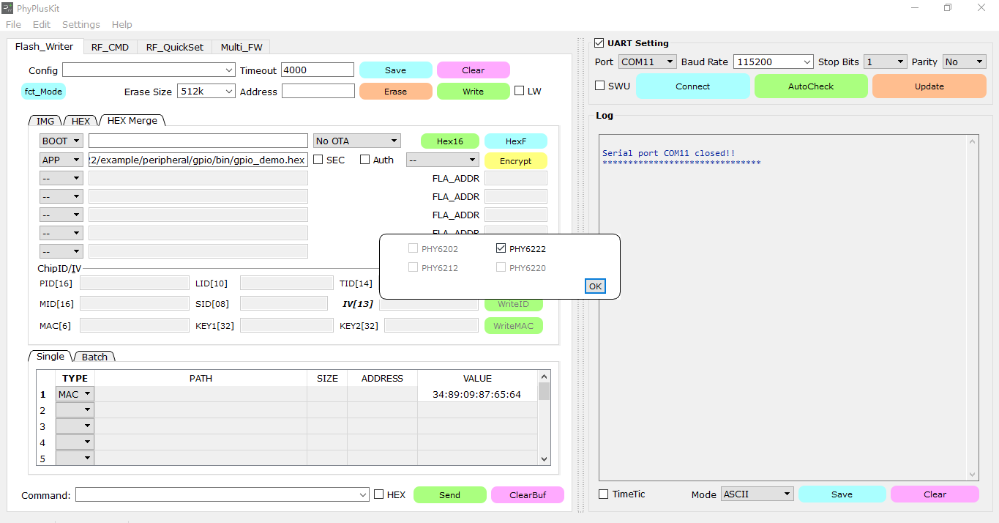 PhyPlusKit
File Edit Settings Help
Flash_Writer RF_CMD RF_QuickSet Multi_FW
Config Timeout 4000 Save Clear
fct_Mode Erase Size 512k Address Erase Write LW
IMG HEX HEX Merge
BOOT No OTA Hex16 HexF
APP 22/example/peripheral/gpio/bin/gpio_demo.hex SEC Auth -- Encrypt
-- FLA_ADDR
-- FLA_ADDR
-- FLA_ADDR
-- FLA_ADDR
--
ChipID/IV
PID[16] LID[10] TID[14]
MID[16] SID[08] IV[13] WriteID
MAC[6] KEY1[32] KEY2[32] WriteMAC
PHY6202 PHY6222
PHY6212 PHY6220
OK
Single Batch
TYPE PATH SIZE ADDRESS VALUE
1 MAC 34:89:09:87:65:64
2
3
4
5
Command: HEX Send ClearBuf
UART Setting
Port COM11 Baud Rate 115200 Stop Bits 1 Parity No
SWU Connect AutoCheck Update
Log
Serial port COM11 closed!!
*******************************
TimeTic Mode ASCII Save Clear